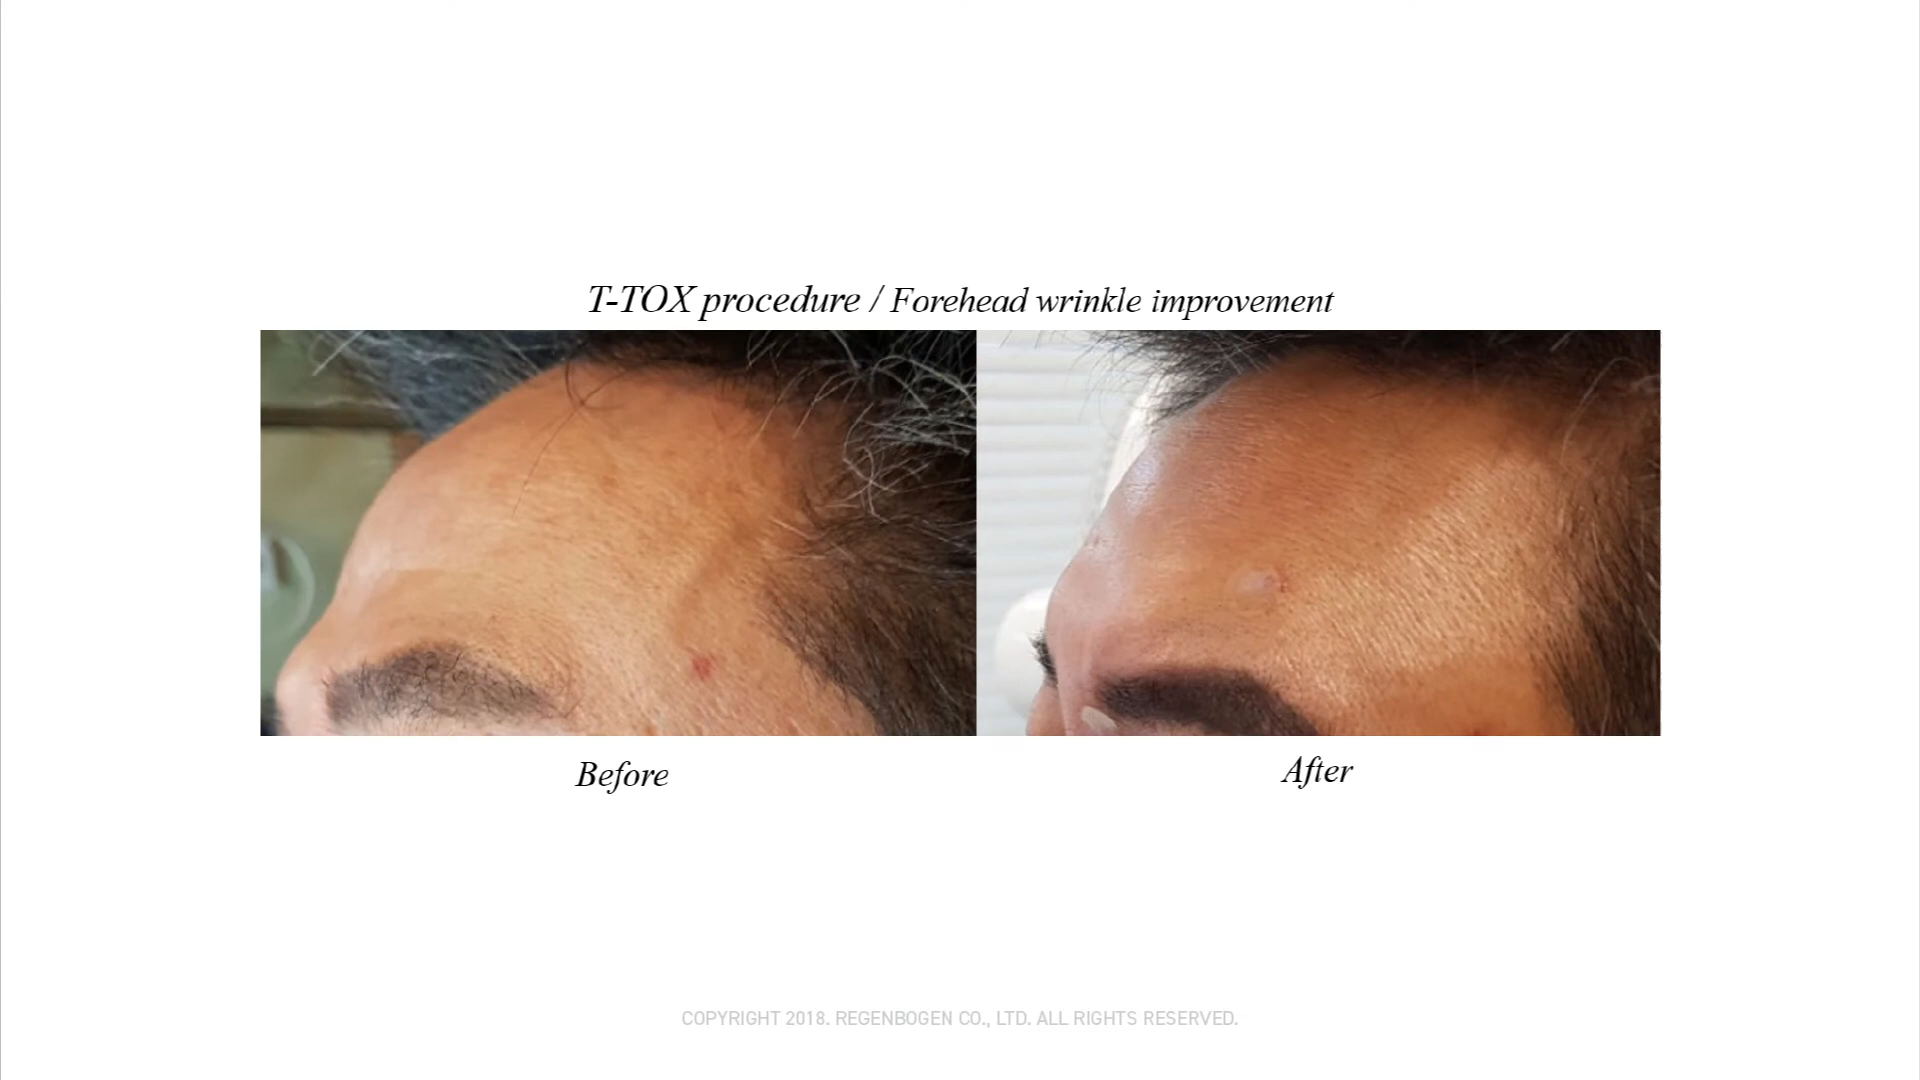 T-TOX procedure / Forehead wrinkle improvement
Before
After
COPYRIGHT 2018. REGENBOGEN CO., LTD. ALL RIGHTS RESERVED.